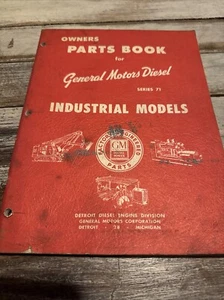 OWNERS
PARTS BOOK
for
General Motors Diesel
SERIES 71
INDUSTRIAL MODELS
GM
PARTS
DETROIT DIESEL ENGINE DIVISION
GENERAL MOTORS CORPORATION
DETROIT 28 MICHIGAN